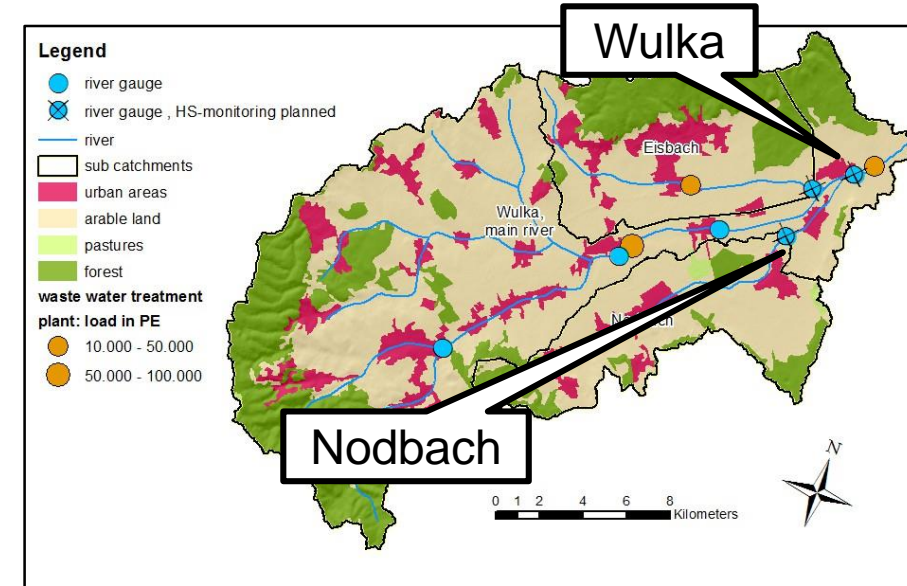 Legend
river gauge
river gauge , HS-monitoring planned
river
sub catchments
urban areas
arable land
pastures
forest
waste water treatment
plant: load in PE
10.000 - 50.000
50.000 - 100.000
Wulka
Eisbach
Wulka,
main river
Nodbach
N
0 1 2 4 6 8
Kilometers